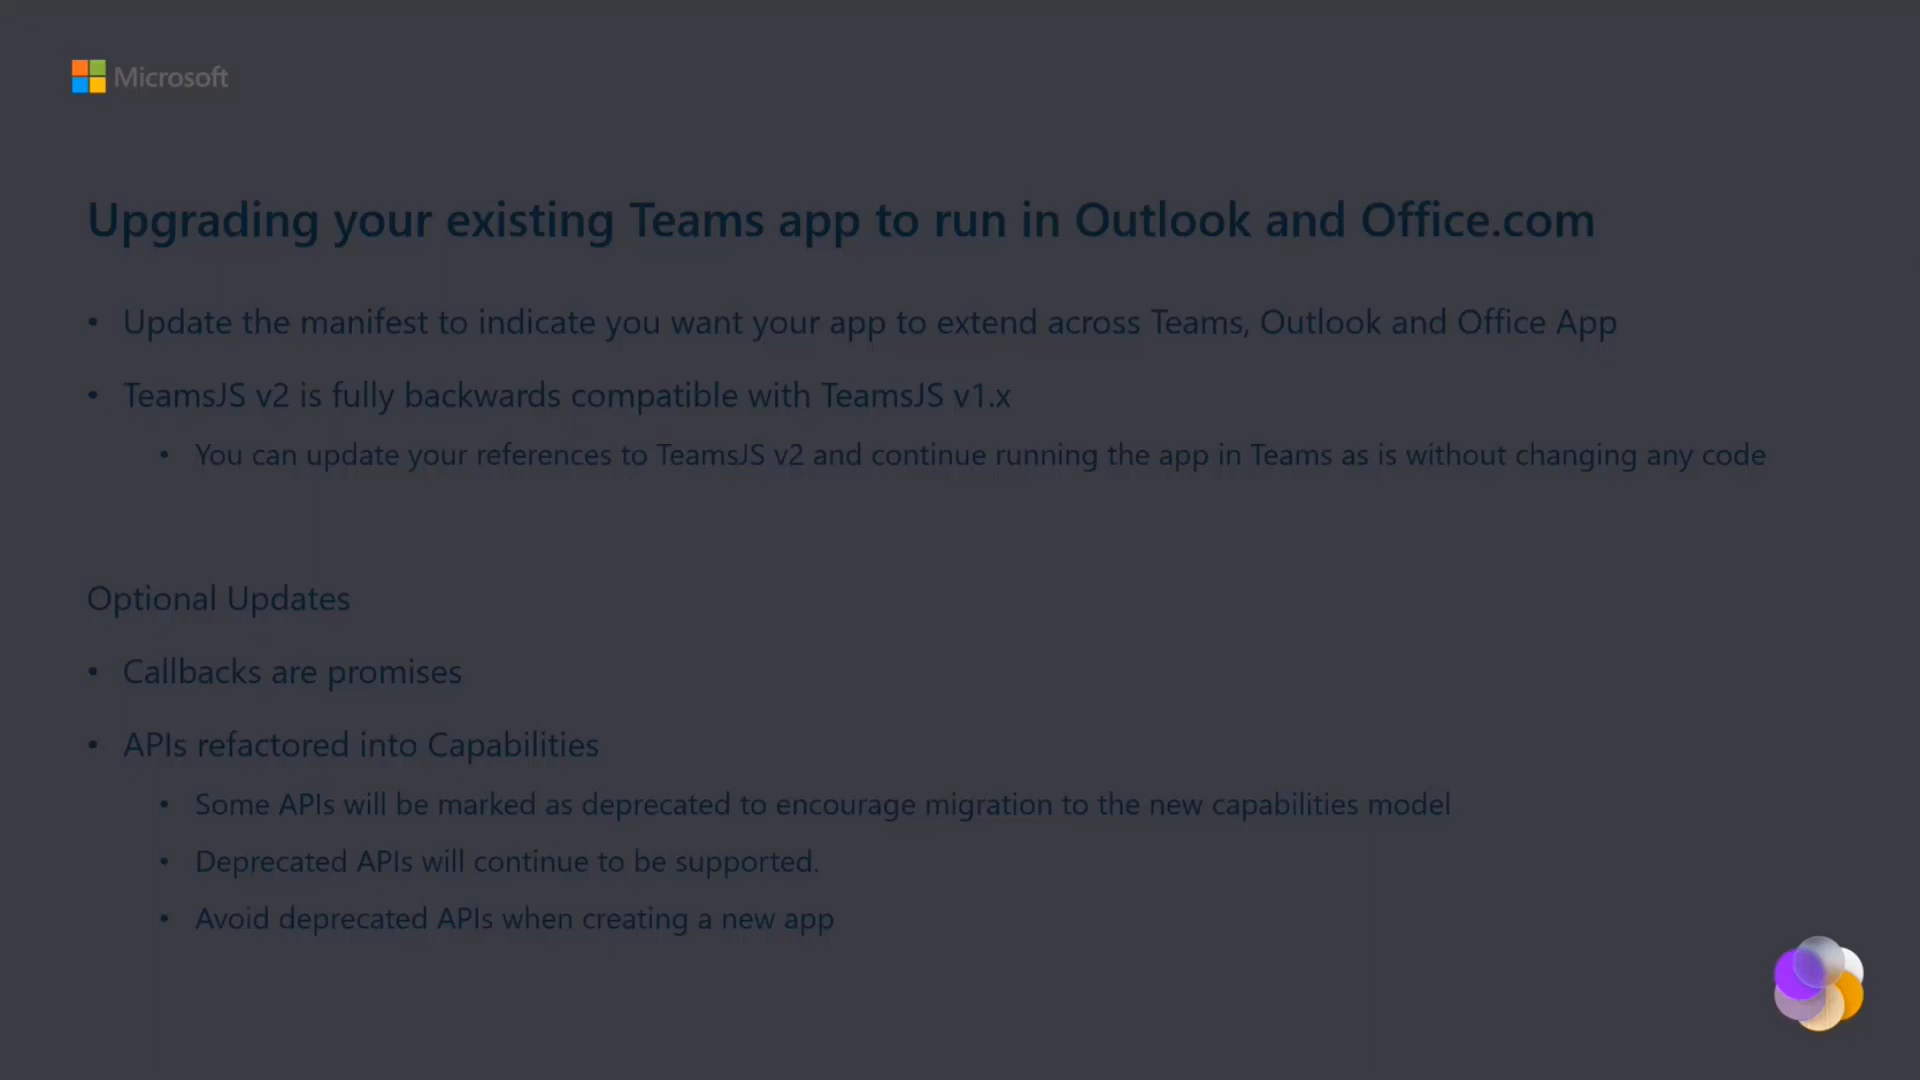 Microsoft
Upgrading your existing Teams app to run in Outlook and Office.com
• Update the manifest to indicate you want your app to extend across Teams, Outlook and Office App
• TeamsJS v2 is fully backwards compatible with TeamsJS v1.x
• You can update your references to TeamsJS v2 and continue running the app in Teams as is without changing any code
Optional Updates
• Callbacks are promises
• APIs refactored into Capabilities
• Some APIs will be marked as deprecated to encourage migration to the new capabilities model
• Deprecated APIs will continue to be supported.
• Avoid deprecated APIs when creating a new app